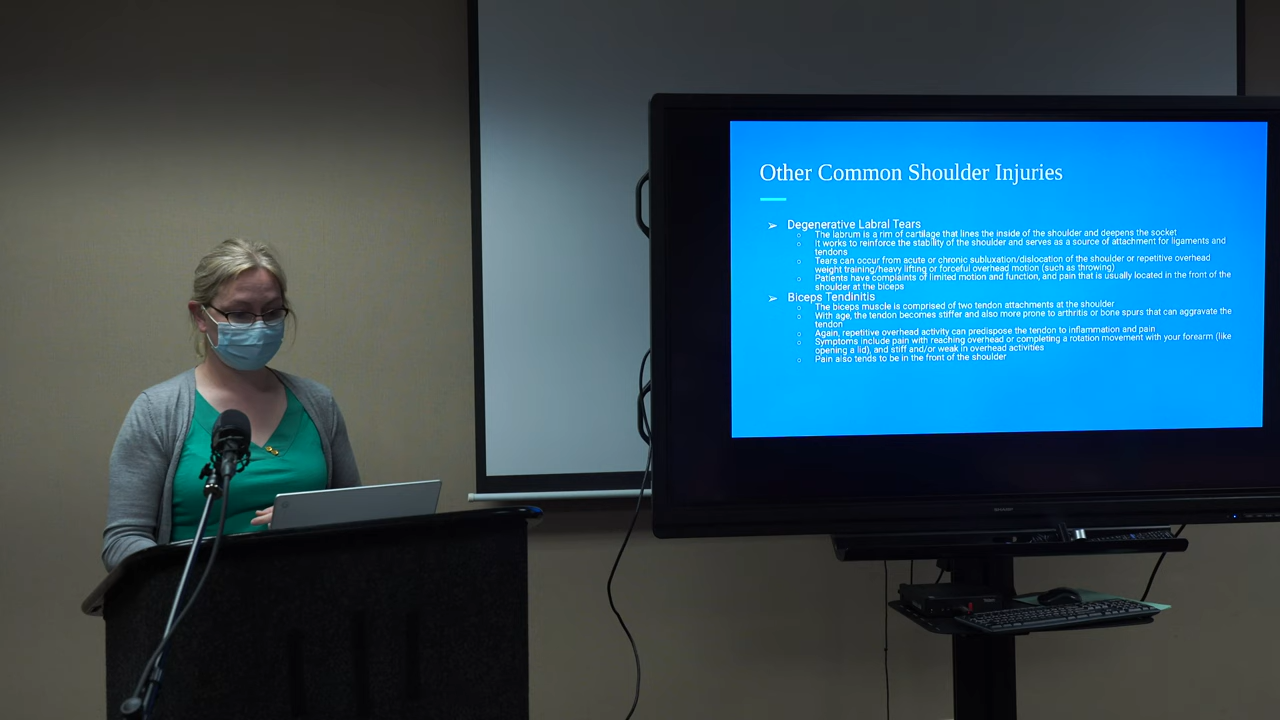 Other Common Shoulder Injuries
➢ Degenerative Labral Tears
○ The labrum is a rim of cartilage that lines the inside of the shoulder and deepens the socket
○ It works to reinforce the stability of the shoulder and serves as a source of attachment for ligaments and
tendons
○ Tears can occur from acute or chronic subluxation/dislocation of the shoulder or repetitive overhead
weight training/heavy lifting or forceful overhead motion (such as throwing)
○ Patients have complaints of limited motion and function, and pain that is usually located in the front of the
shoulder at the biceps
➢ Biceps Tendinitis
○ The biceps muscle is comprised of two tendon attachments at the shoulder
○ With age, the tendon becomes stiffer and also more prone to arthritis or bone spurs that can aggravate the
tendon
○ Again, repetitive overhead activity can predispose the tendon to inflammation and pain
○ Symptoms include pain with reaching overhead or completing a rotation movement with your forearm (like
opening a lid), and stiff and/or weak in overhead activities
○ Pain also tends to be in the front of the shoulder
SHARP